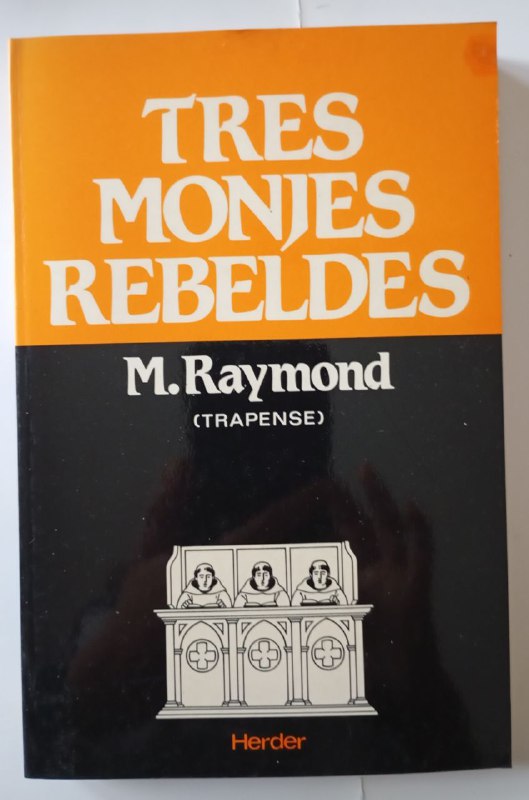 TRES
MONJES
REBELDES
M. Raymond
(TRAPENSE)
Herder